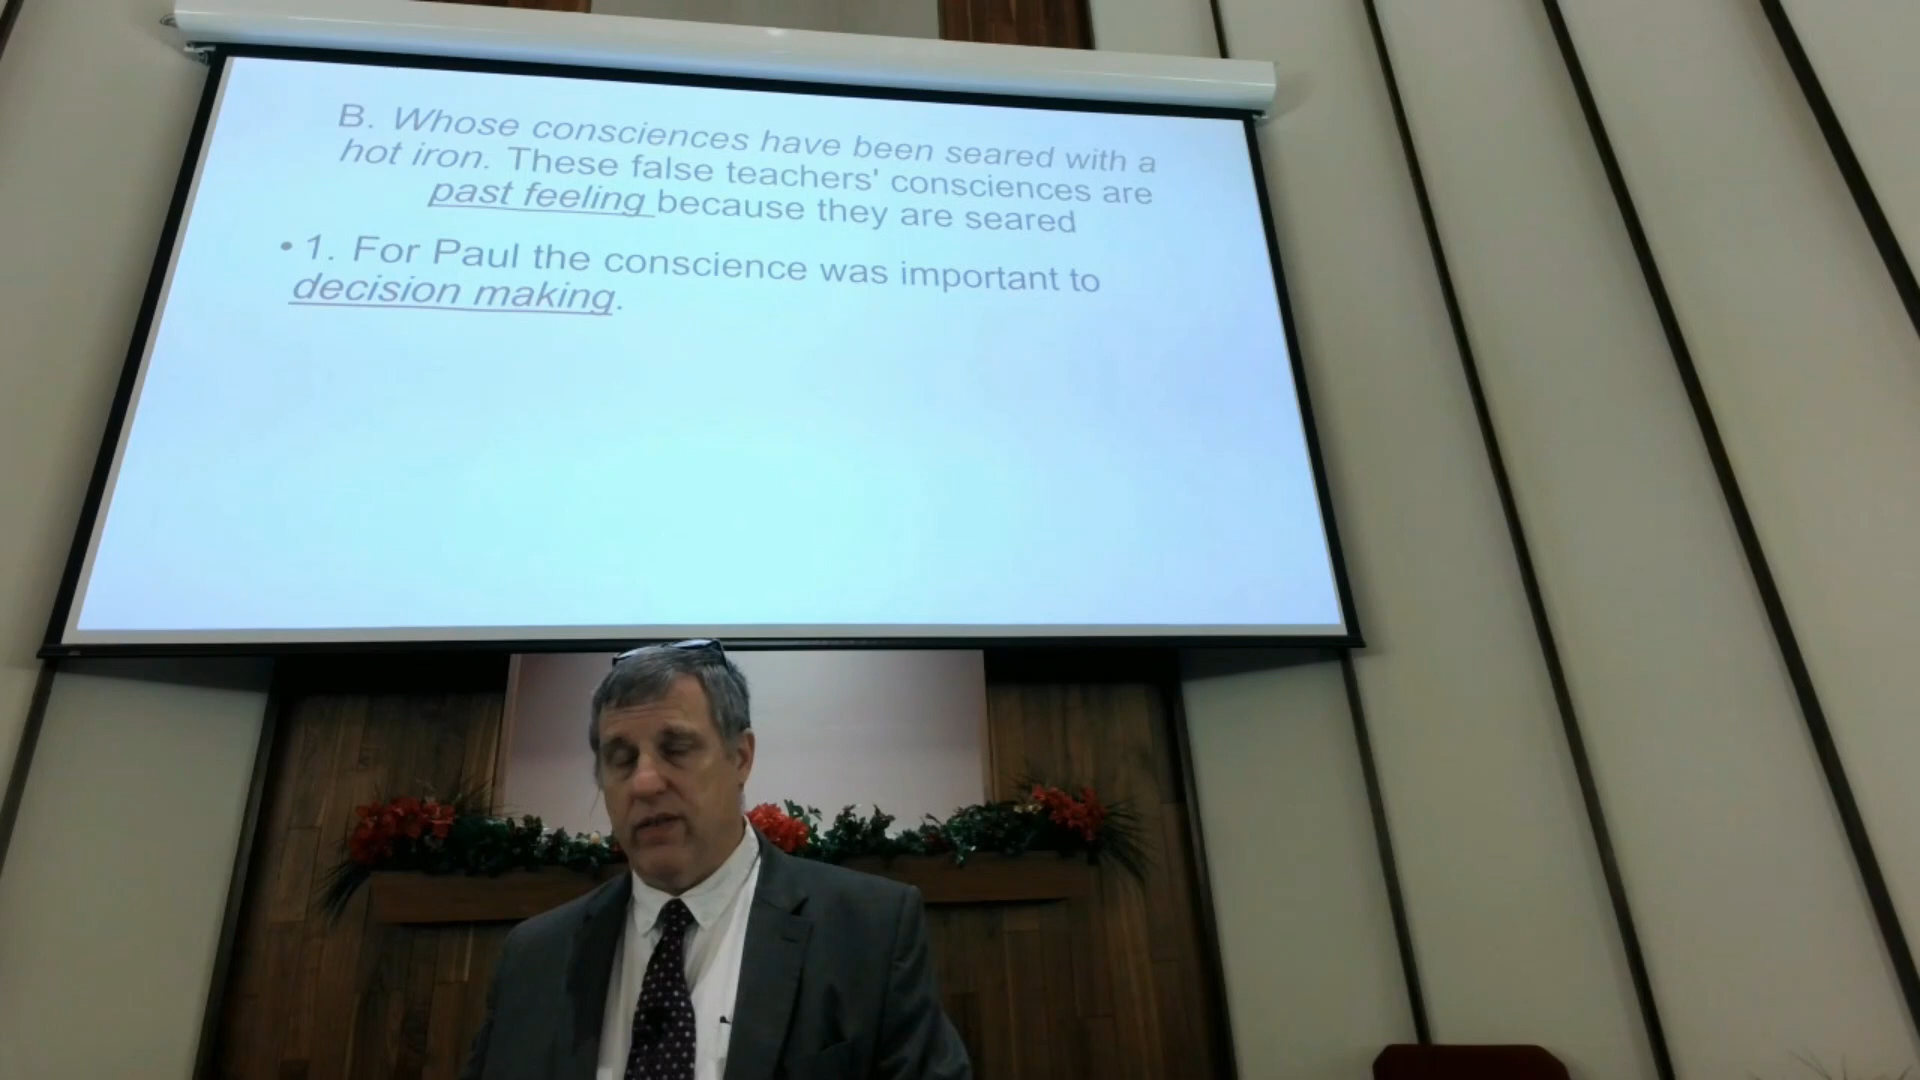 B. Whose consciences have been seared with a
hot iron. These false teachers' consciences are
past feeling because they are seared
• 1. For Paul the conscience was important to
decision making.